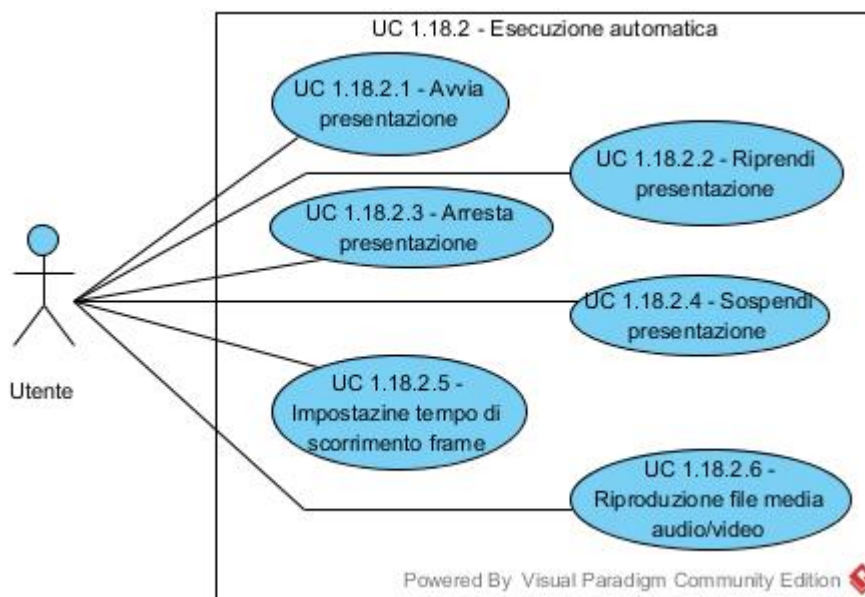 UC 1.18.2 - Esecuzione automatica
UC 1.18.2.1 - Avvia
presentazione
UC 1.18.2.2 - Riprendi
presentazione
UC 1.18.2.3 - Arresta
presentazione
UC 1.18.2.4 - Sospendi
presentazione
Utente
UC 1.18.2.5 -
Impostazine tempo di
scorrimento frame
UC 1.18.2.6 -
Riproduzione file media
audio/video
Powered By Visual Paradigm Community Edition